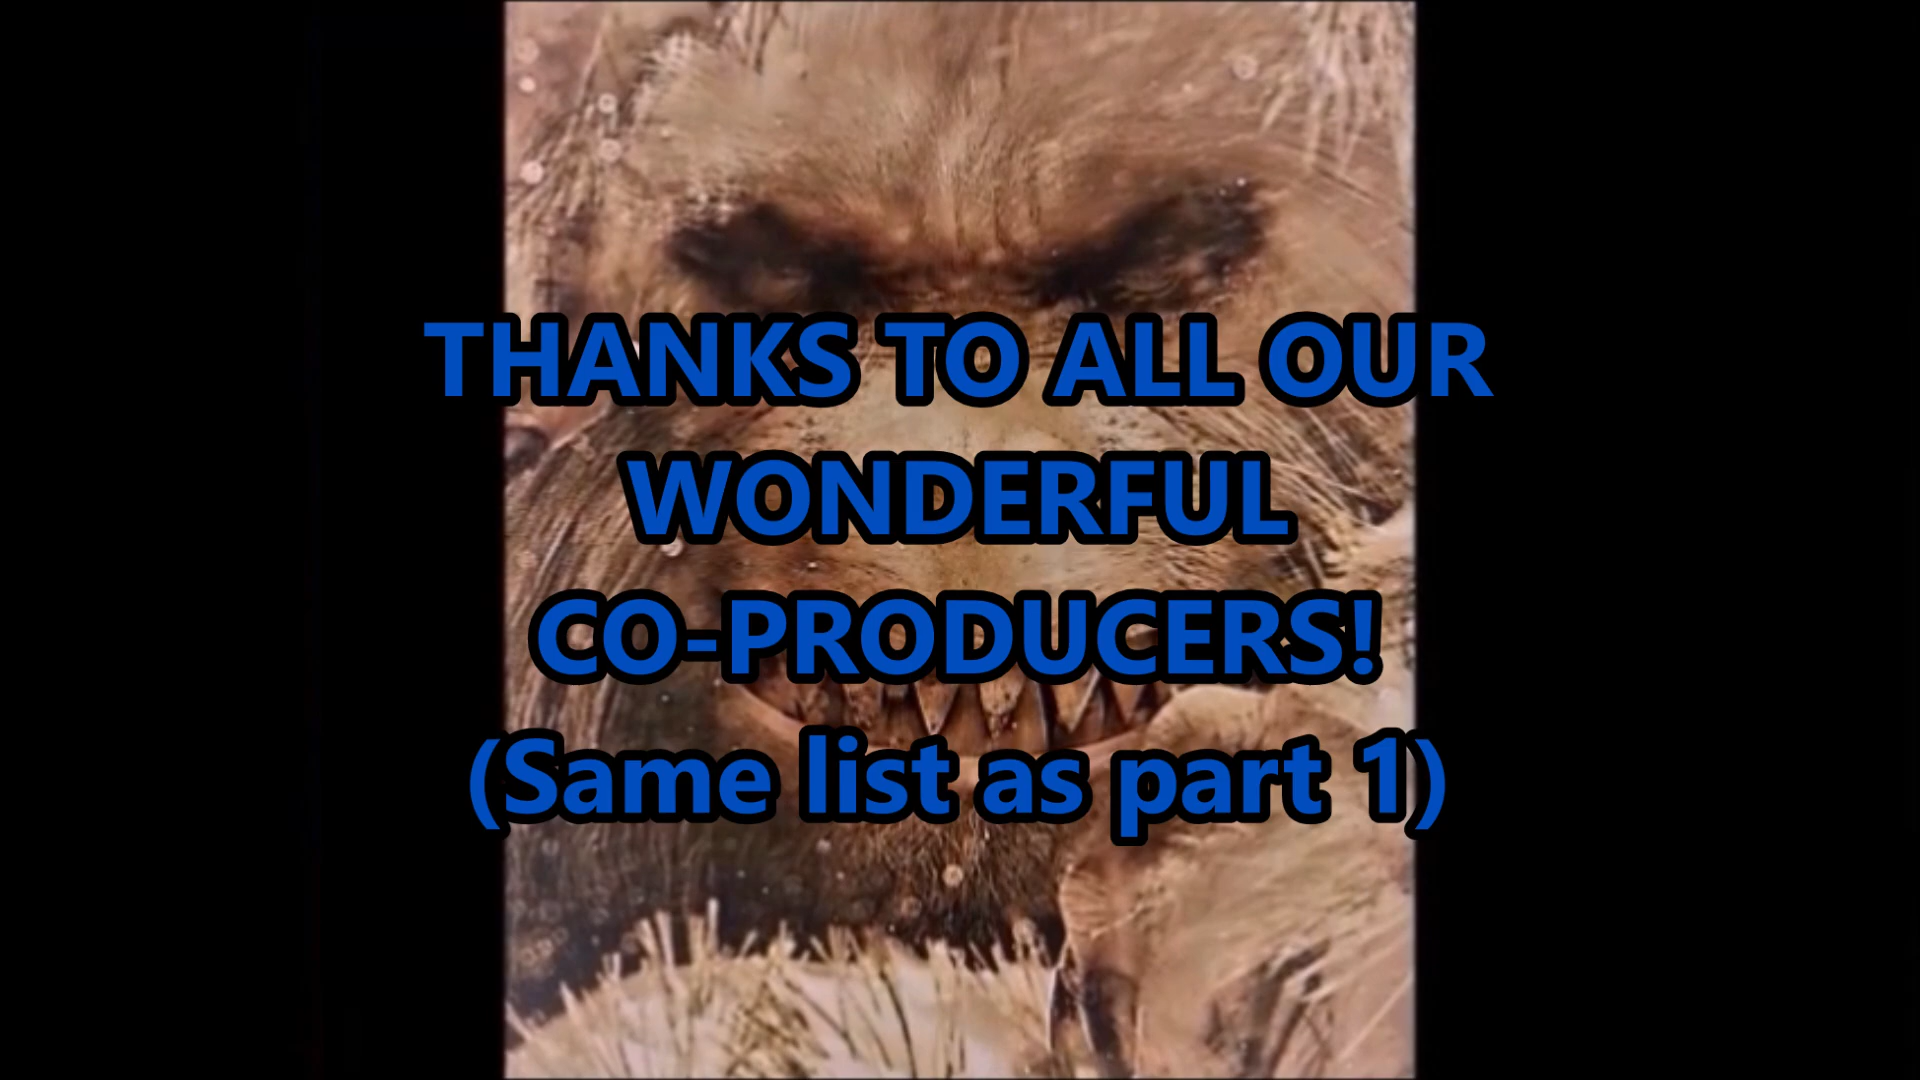 THANKS TO ALL OUR
WONDERFUL
CO-PRODUCERS!
(Same list as part 1)